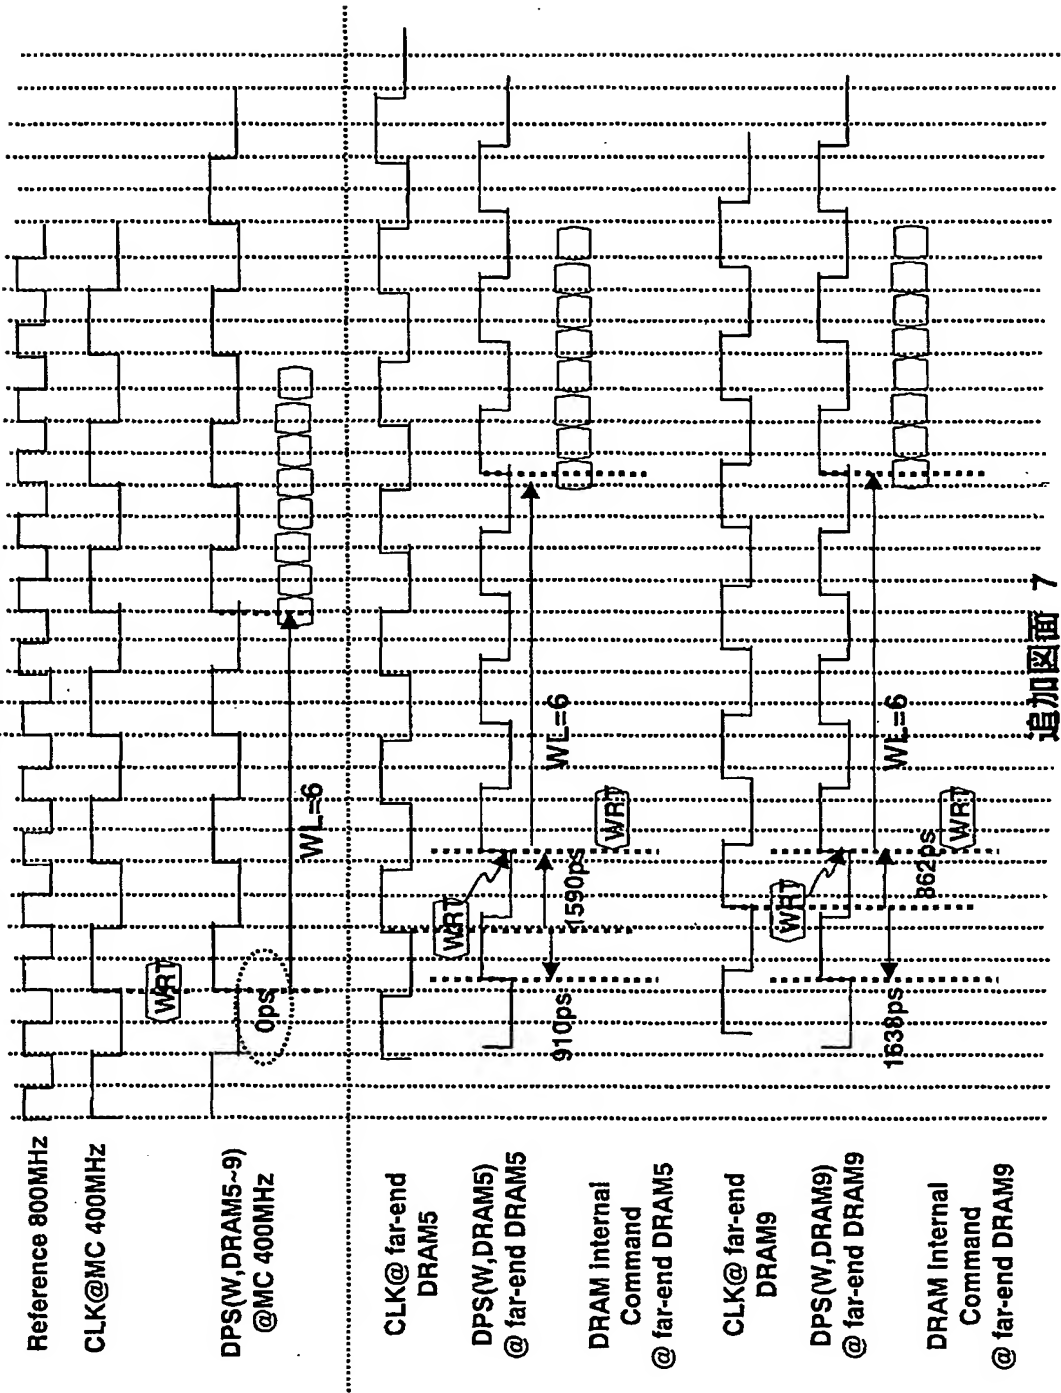 Reference 800MHz
CLK@MC 400MHz
WRT
DPS(W,DRAM5~9)
@MC 400MHz
0ps
WL=6
CLK@ far-end
DRAM5
WRT
DPS(W,DRAM5)
@ far-end DRAM5
910ps
1590ps
WL=6
DRAM internal
Command
@ far-end DRAM5
WRT
CLK@ far-end
DRAM9
WRT
DPS(W,DRAM9)
@ far-end DRAM9
1638ps
862ps
WL=6
DRAM internal
Command
@ far-end DRAM9
WRT
追加図面 7